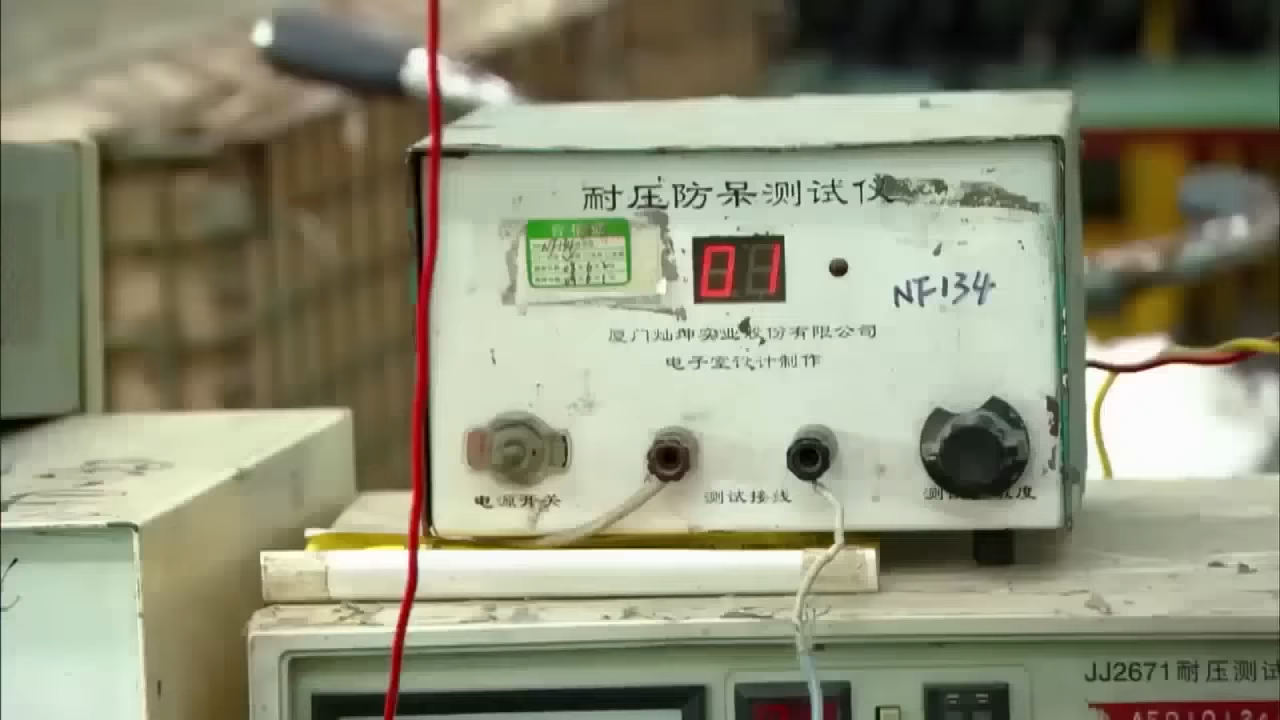 耐压防呆测试仪
01
NF-134
厦门灿坤实业股份有限公司
电子室设计制作
电源开关
测试接线
JJ2671耐压测试